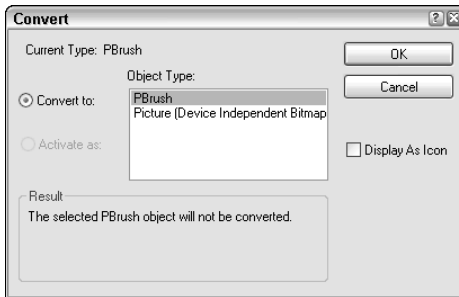 Convert
Current Type: PBrush
OK
Object Type:
Cancel
Convert to:
PBrush
Picture (Device Independent Bitmap
Activate as:
Display As Icon
Result
The selected PBrush object will not be converted.